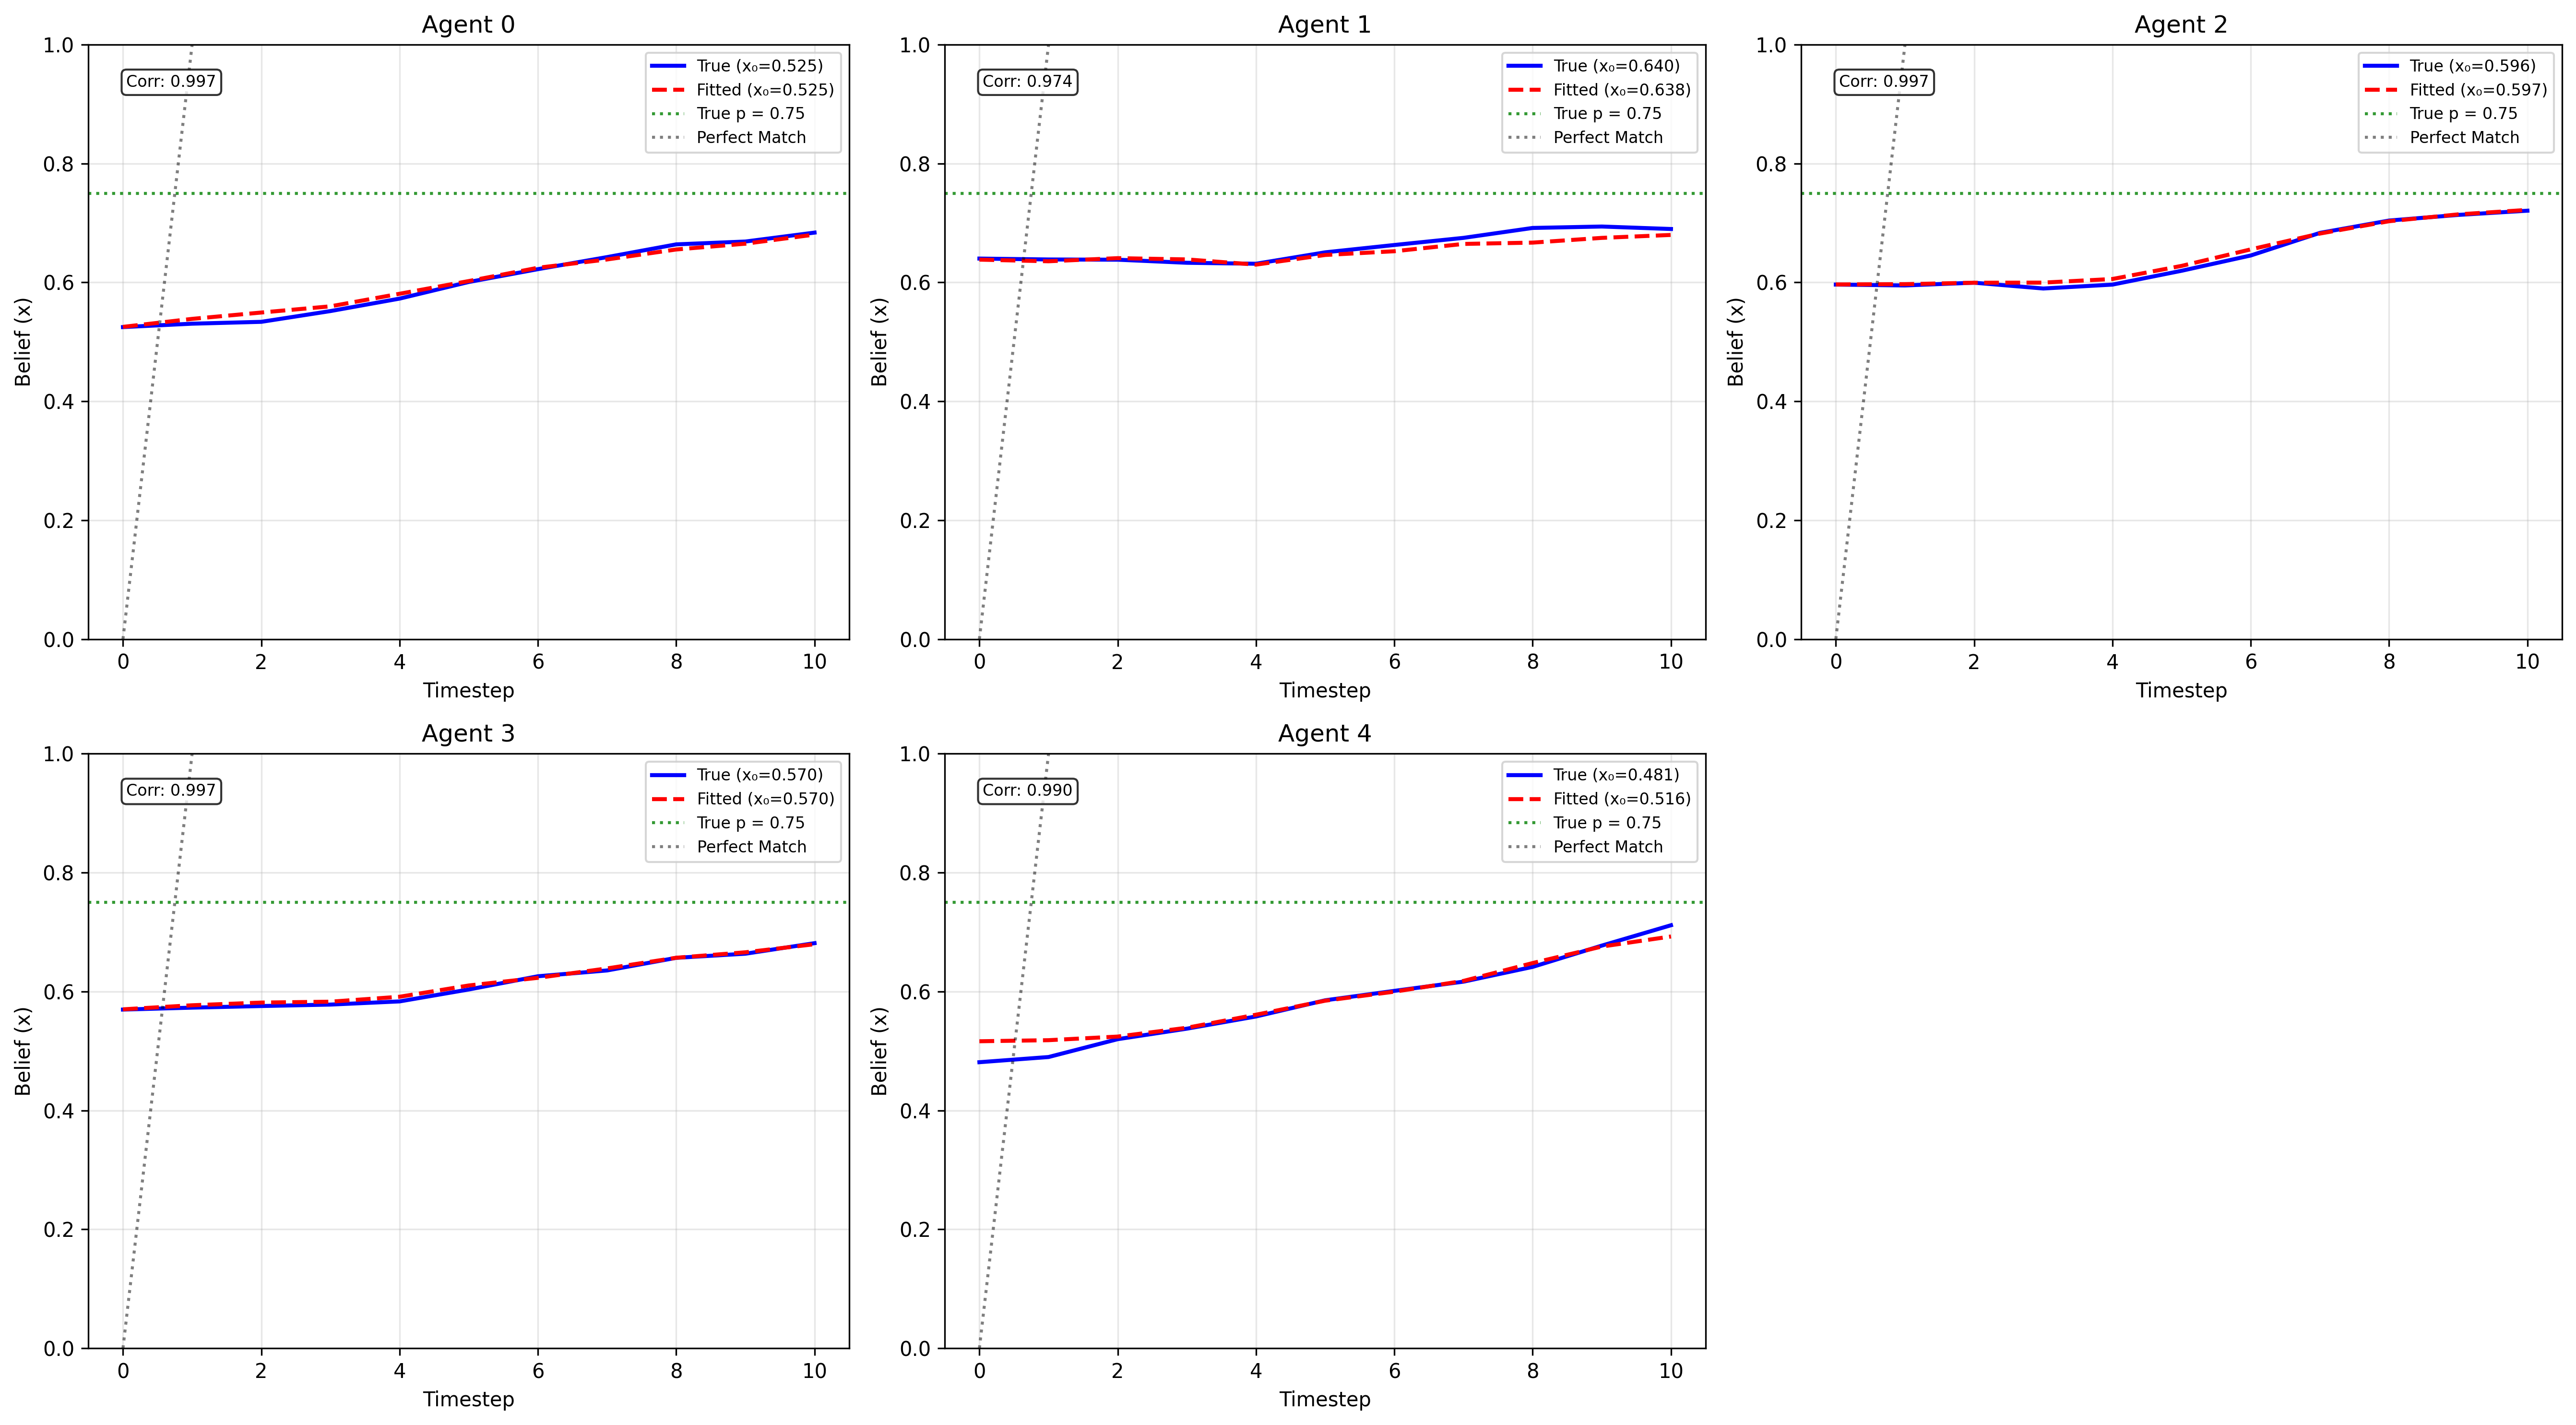 Agent 0
Corr: 0.997
True (x₀=0.525)
Fitted (x₀=0.525)
True p = 0.75
Perfect Match
1.0
0.8
0.6
0.4
0.2
0.0
Belief (x)
0 2 4 6 8 10
Timestep
Agent 1
Corr: 0.974
True (x₀=0.640)
Fitted (x₀=0.638)
True p = 0.75
Perfect Match
1.0
0.8
0.6
0.4
0.2
0.0
Belief (x)
0 2 4 6 8 10
Timestep
Agent 2
Corr: 0.997
True (x₀=0.596)
Fitted (x₀=0.597)
True p = 0.75
Perfect Match
1.0
0.8
0.6
0.4
0.2
0.0
Belief (x)
0 2 4 6 8 10
Timestep
Agent 3
Corr: 0.997
True (x₀=0.570)
Fitted (x₀=0.570)
True p = 0.75
Perfect Match
1.0
0.8
0.6
0.4
0.2
0.0
Belief (x)
0 2 4 6 8 10
Timestep
Agent 4
Corr: 0.990
True (x₀=0.481)
Fitted (x₀=0.516)
True p = 0.75
Perfect Match
1.0
0.8
0.6
0.4
0.2
0.0
Belief (x)
0 2 4 6 8 10
Timestep